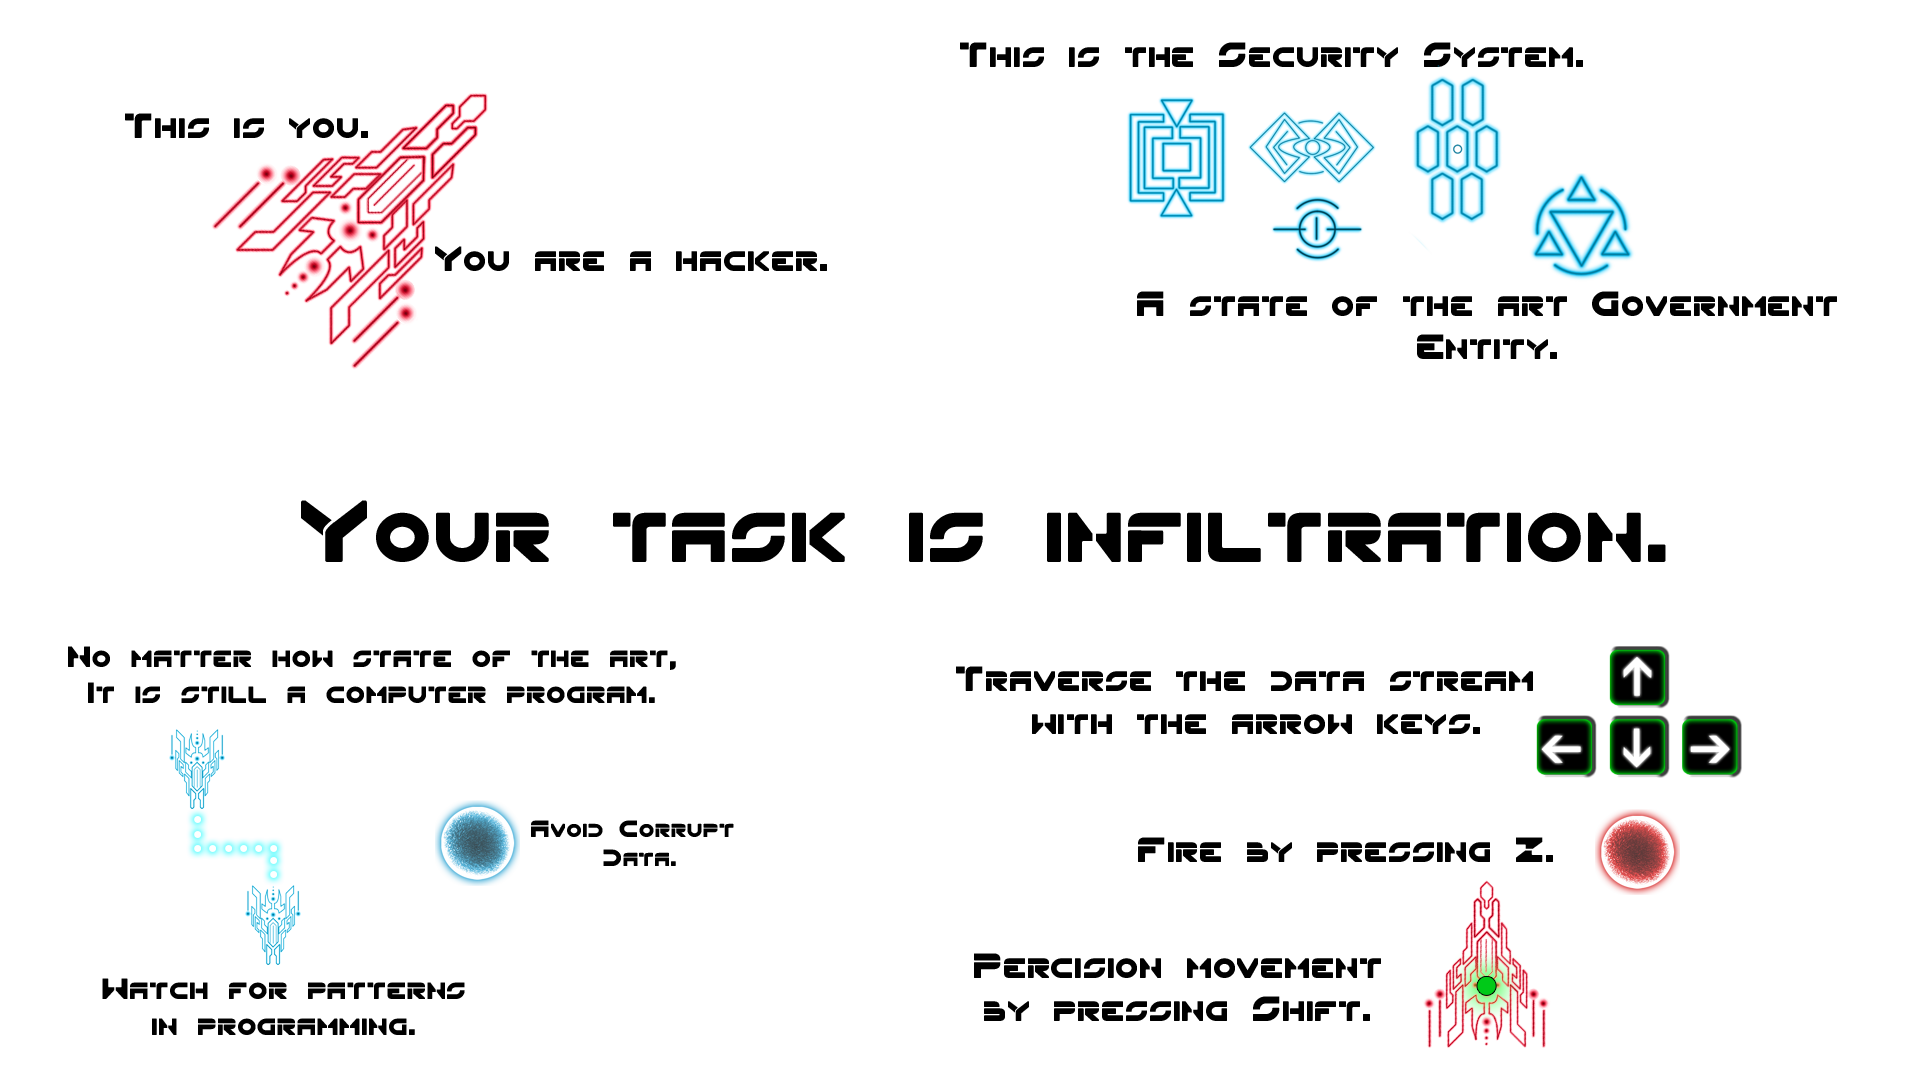 This is you.
You are a hacker.
This is the Security System.
A state of the art Government
Entity.
Your task is infiltration.
No matter how state of the art,
It is still a computer program.
Avoid Corrupt
Data.
Watch for patterns
in programming.
Traverse the data stream
with the arrow keys.
Fire by pressing Z.
Percision movement
by pressing Shift.